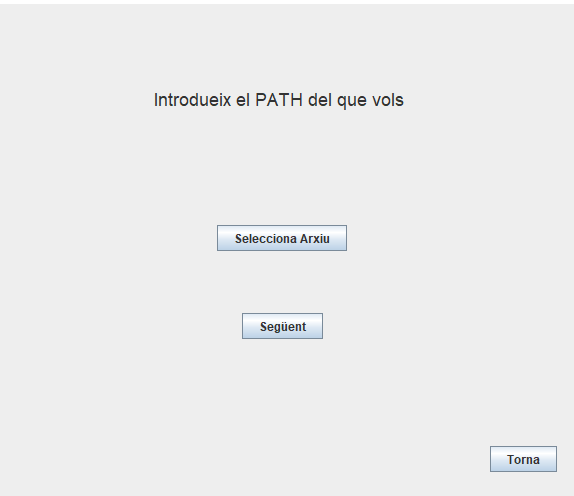 Introdueix el PATH del que vols
Selecciona Arxiu
Següent
Torna